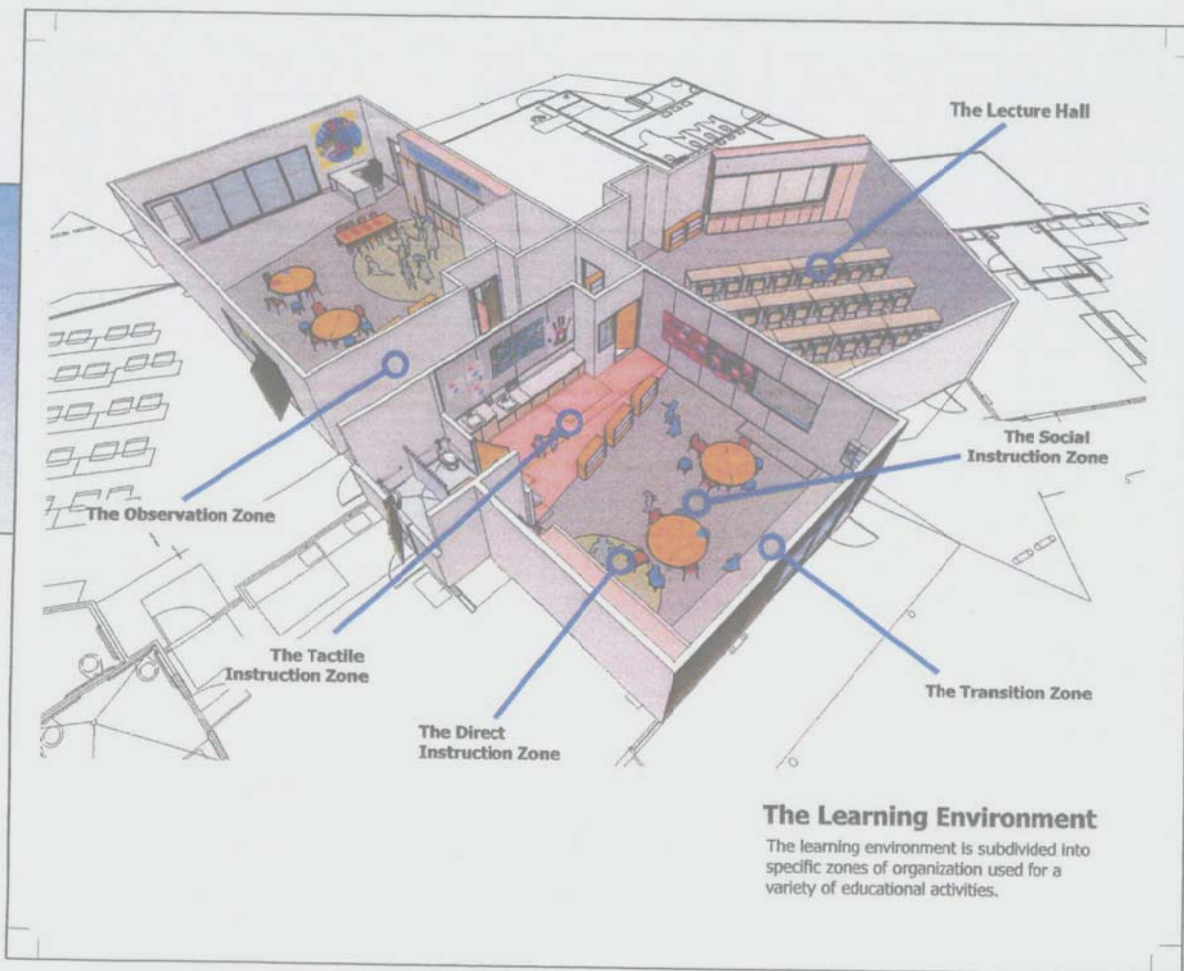 The Lecture Hall
The Social
Instruction Zone
The Observation Zone
The Tactile
Instruction Zone
The Transition Zone
The Direct
Instruction Zone
The Learning Environment
The learning environment is subdivided into
specific zones of organization used for a
variety of educational activities.